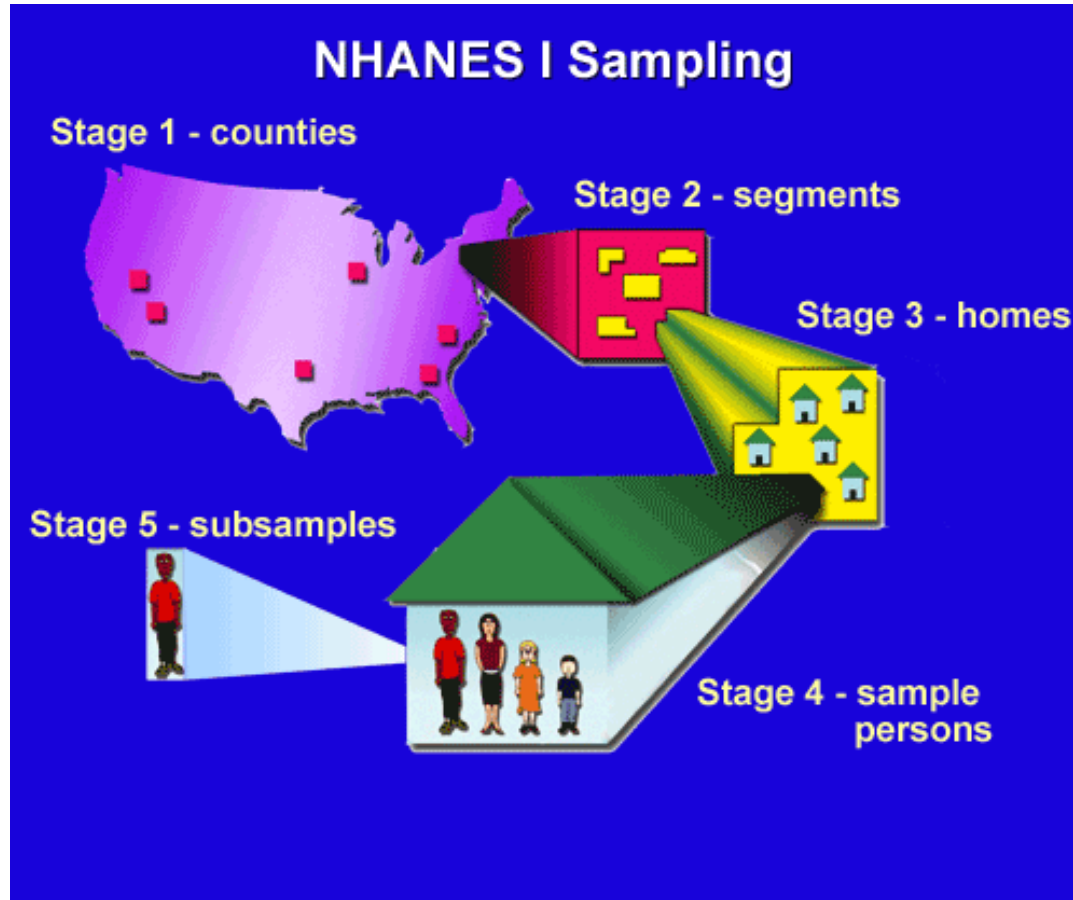 NHANES I Sampling
Stage 1 - counties
Stage 2 - segments
Stage 3 - homes
Stage 4 - sample
persons
Stage 5 - subsamples